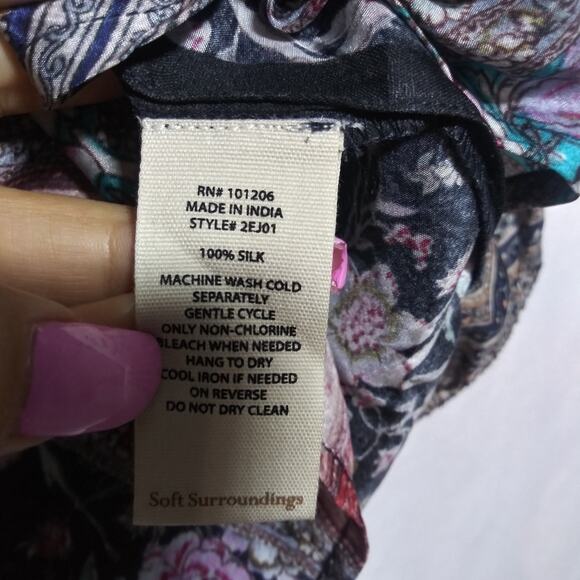 RN# 101206
MADE IN INDIA
STYLE# 2EJ01
100% SILK
MACHINE WASH COLD
SEPARATELY
GENTLE CYCLE
ONLY NON-CHLORINE
BLEACH WHEN NEEDED
HANG TO DRY
COOL IRON IF NEEDED
ON REVERSE
DO NOT DRY CLEAN
Soft Surroundings